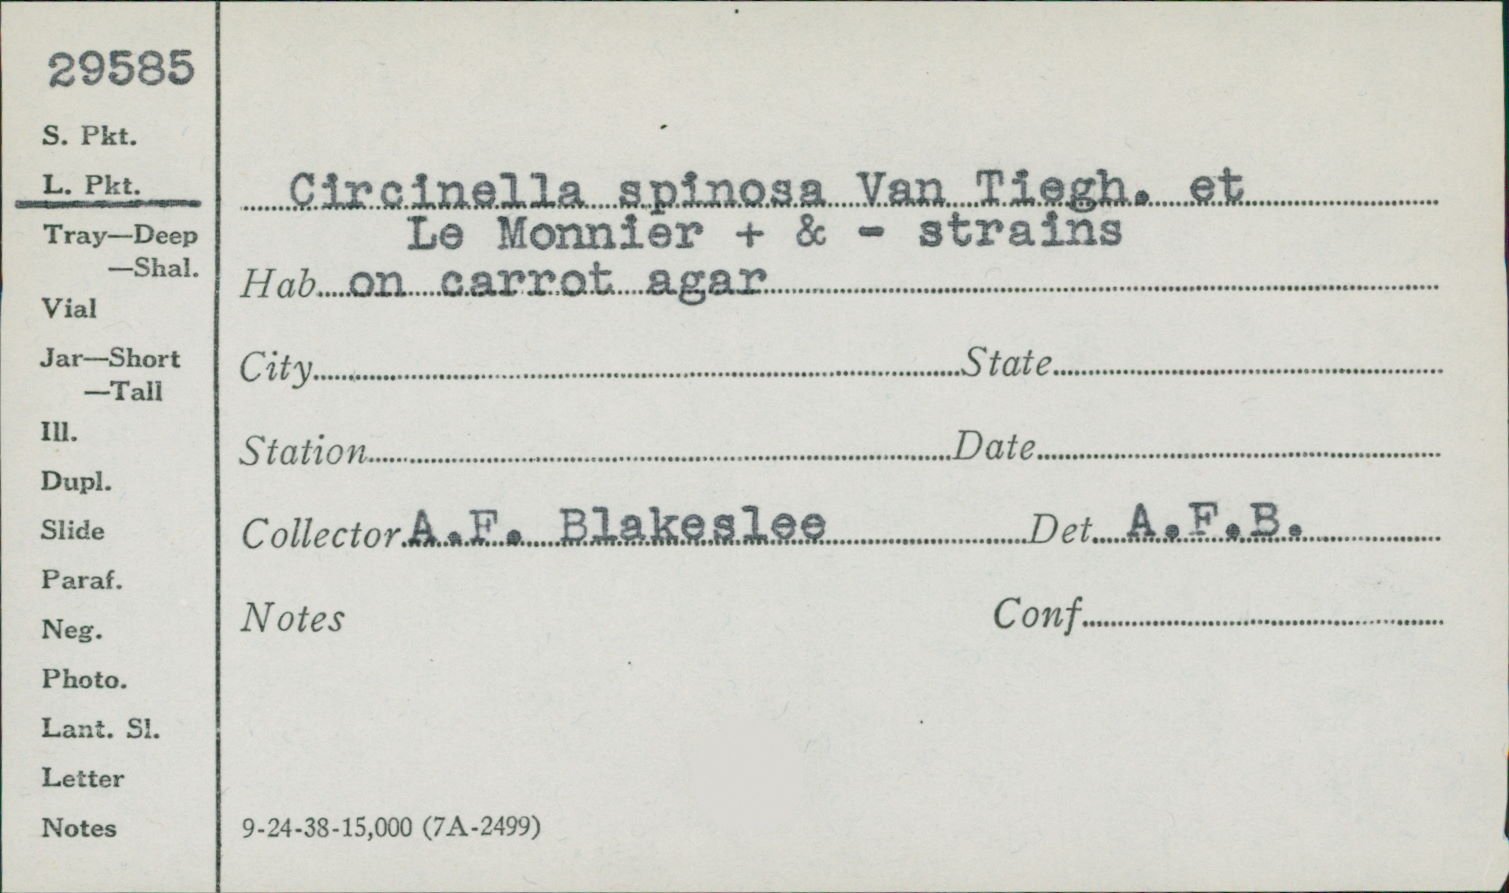 29585
S. Pkt.
L. Pkt.
Tray—Deep
—Shal.
Vial
Jar—Short
—Tall
Ill.
Dupl.
Slide
Paraf.
Neg.
Photo.
Lant. Sl.
Letter
Notes
Circinella spinosa Van Tiegh. et
Le Monnier + & - strains
Hab. on carrot agar
City State
Station Date
Collector A.F. Blakeslee Det. A.F.B.
Notes Conf.
9-24-38-15,000 (7A-2499)